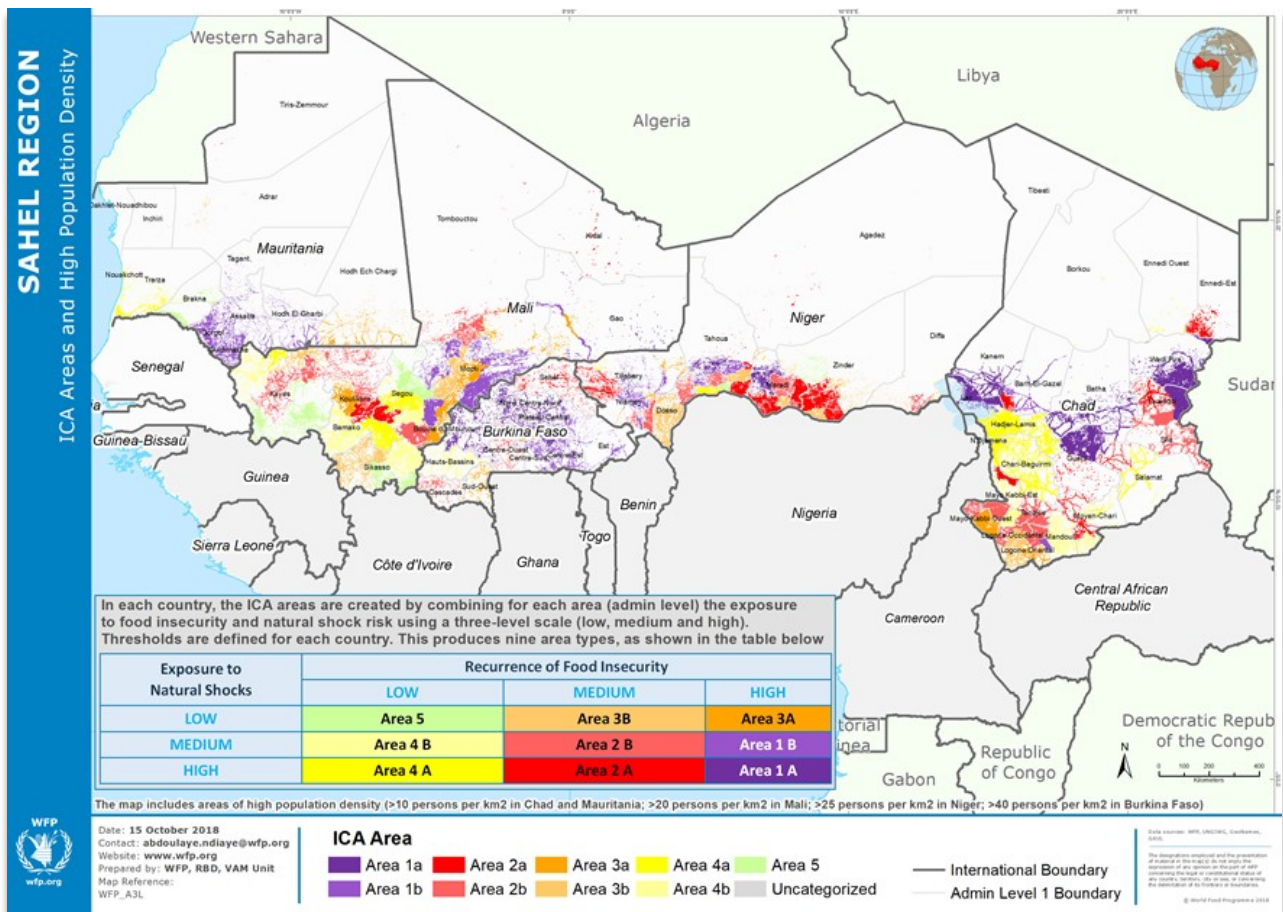 SAHEL REGION
ICA Areas and High Population Density
Western Sahara
Libya
Algeria
Tiris-Zemmour
Tibesti
Adrar
Inchiri
Tombouctou
Kidal
Agadez
Borkou
Ennedi Ouest
Ennedi-Est
Mauritania
Tagant
Nouakchott
Trarza
Hodh Ech Chargi
Brakna
Assaba
Hodh El Gharbi
Mali
Gao
Niger
Diffa
Tahoua
Zinder
Kanem
Senegal
Kayes
Segou
Mopti
Sahel
Tillabery
Maradi
Dosso
Barh-El-Gazal
Batha
Chad
Sudan
Koulikoro
Bamako
Burkina Faso
Est
Hadjer-Lamis
N'Djamena
Guinea-Bissau
Guinea
Sikasso
Hauts-Bassins
Centre-Ouest
Sud-Ouest
Cascades
Chari-Baguirmi
Salamat
Mayo Kebbi-Est
Moyen-Chari
Mandoul
Logone Oriental
Benin
Nigeria
Togo
Sierra Leone
Côte d'Ivoire
Ghana
Cameroon
Central African
Republic
In each country, the ICA areas are created by combining for each area (admin level) the exposure
to food insecurity and natural shock risk using a three-level scale (low, medium and high).
Thresholds are defined for each country. This produces nine area types, as shown in the table below
Exposure to
Natural Shocks
Recurrence of Food Insecurity
LOW MEDIUM HIGH
LOW Area 5 Area 3B Area 3A
MEDIUM Area 4 B Area 2 B Area 1 B
HIGH Area 4 A Area 2 A Area 1 A
torial
inea
Gabon
Republic
of Congo
Democratic Repub
of the Congo
N
0 100 200 400
Kilometers
The map includes areas of high population density (>10 persons per km2 in Chad and Mauritania; >20 persons per km2 in Mali; >25 persons per km2 in Niger; >40 persons per km2 in Burkina Faso)
WFP
wfp.org
Date: 15 October 2018
Contact: abdoulaye.ndiaye@wfp.org
Website: www.wfp.org
Prepared by: WFP, RBD, VAM Unit
Map Reference:
WFP_A3L
ICA Area
Area 1a Area 2a Area 3a Area 4a Area 5
Area 1b Area 2b Area 3b Area 4b Uncategorized
International Boundary
Admin Level 1 Boundary
© World Food Programme 2018